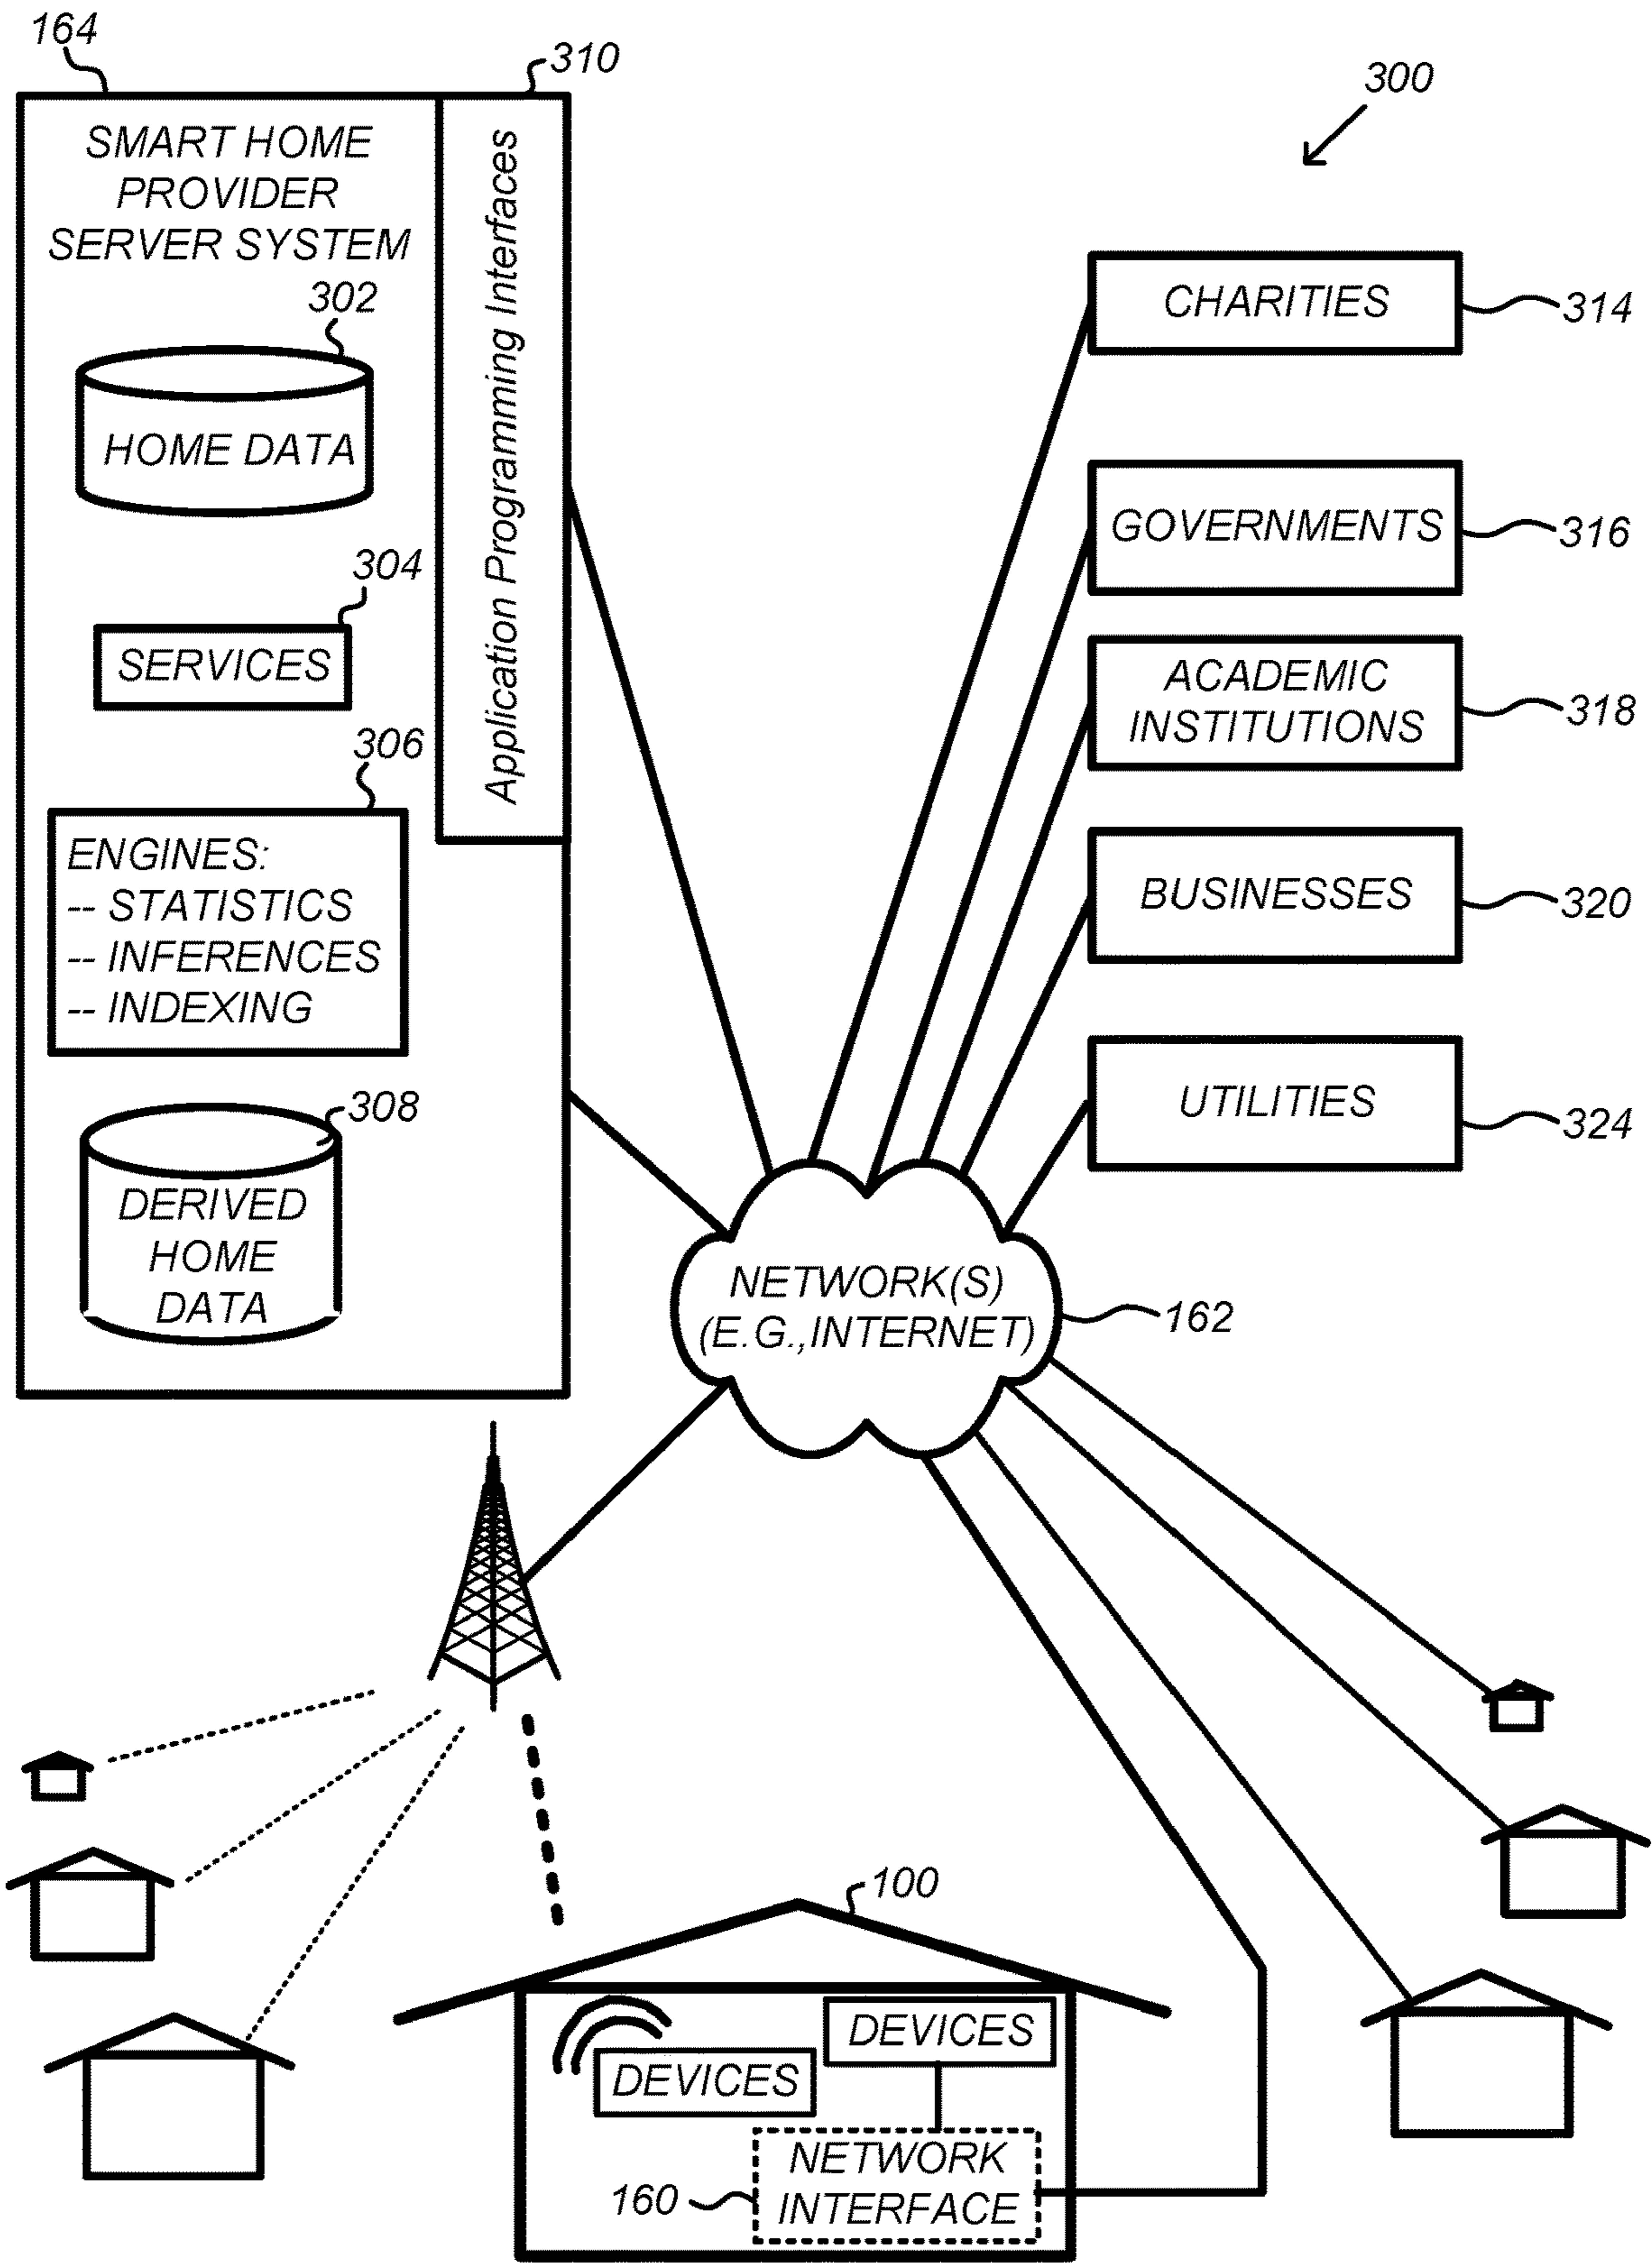 164
310
300
SMART HOME
PROVIDER
SERVER SYSTEM
302
HOME DATA
304
SERVICES
306
ENGINES:
-- STATISTICS
-- INFERENCES
-- INDEXING
308
DERIVED
HOME
DATA
Application Programming Interfaces
CHARITIES
314
GOVERNMENTS
316
ACADEMIC
INSTITUTIONS
318
BUSINESSES
320
UTILITIES
324
NETWORK(S)
(E.G.,INTERNET)
162
100
DEVICES
DEVICES
NETWORK
INTERFACE
160